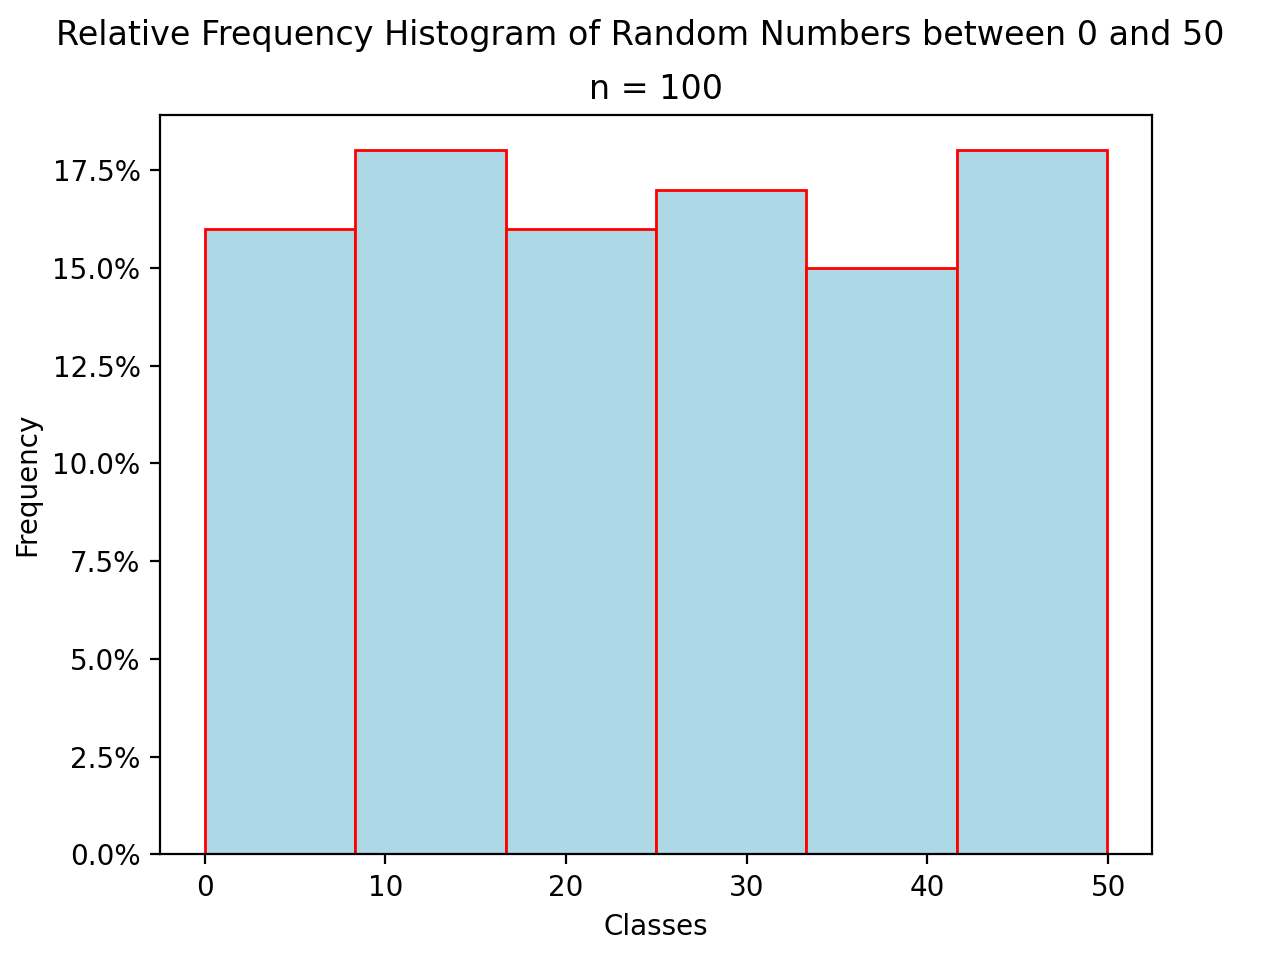 Relative Frequency Histogram of Random Numbers between 0 and 50
n = 100
17.5%
15.0%
12.5%
10.0%
7.5%
5.0%
2.5%
0.0%
Frequency
0 10 20 30 40 50
Classes